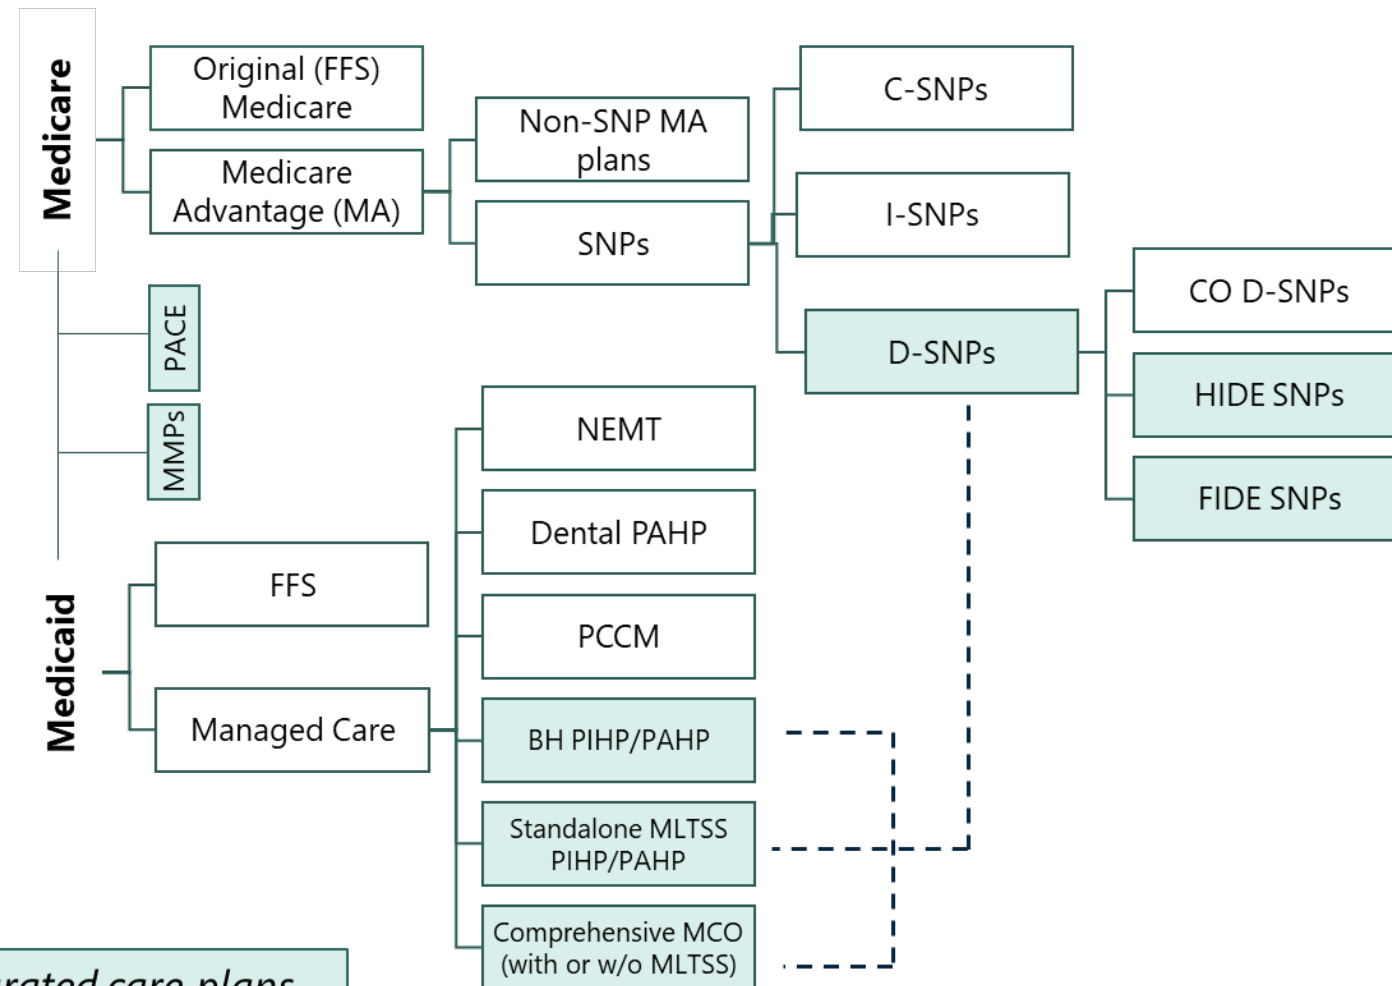 Medicare
Original (FFS)
Medicare
Medicare
Advantage (MA)
Non-SNP MA
plans
SNPs
C-SNPs
I-SNPs
D-SNPs
CO D-SNPs
HIDE SNPs
FIDE SNPs
PACE
MMPs
Medicaid
FFS
Managed Care
NEMT
Dental PAHP
PCCM
BH PIHP/PAHP
Standalone MLTSS
PIHP/PAHP
Comprehensive MCO
(with or w/o MLTSS)
care plans